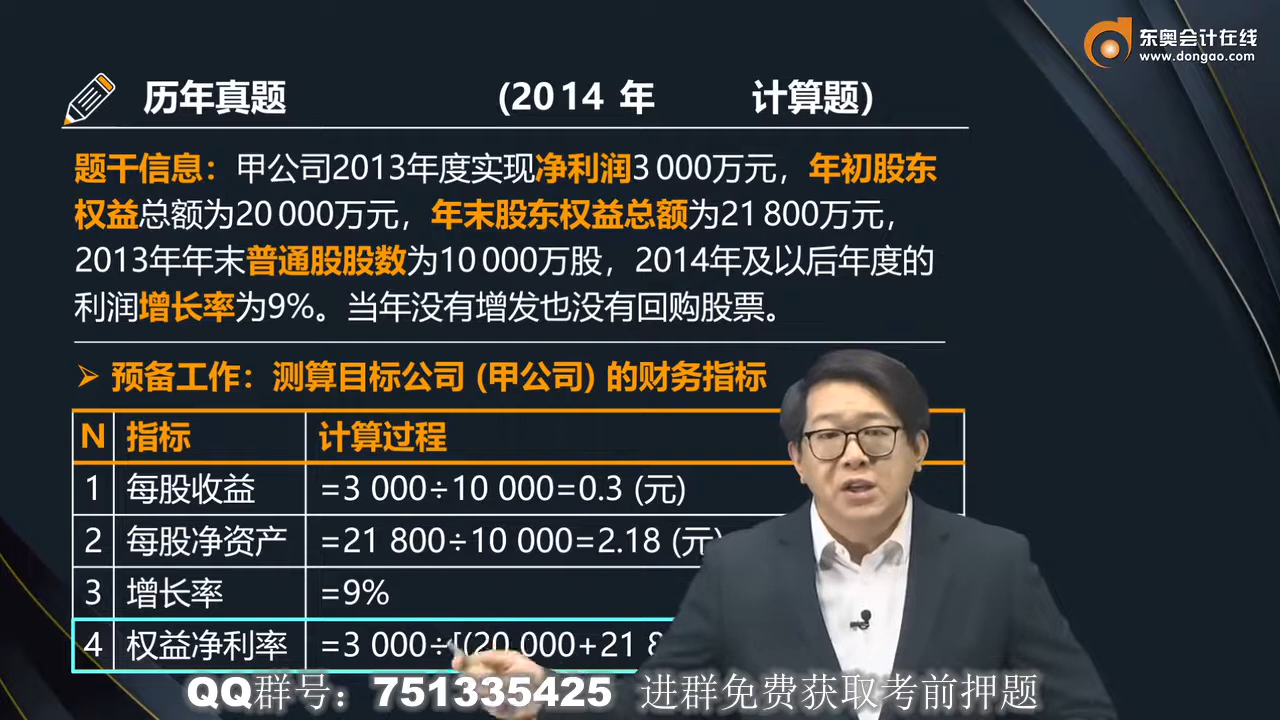 东奥会计在线
www.dongao.com
历年真题 (2014 年 计算题)
题干信息：甲公司2013年度实现净利润3 000万元，年初股东
权益总额为20 000万元，年末股东权益总额为21 800万元，
2013年年末普通股股数为10 000万股，2014年及以后年度的
利润增长率为9%。当年没有增发也没有回购股票。
➢ 预备工作：测算目标公司 (甲公司) 的财务指标
N 指标 计算过程
1 每股收益 =3 000÷10 000=0.3 (元)
2 每股净资产 =21 800÷10 000=2.18 (元)
3 增长率 =9%
4 权益净利率 =3 000÷[(20 000+21 8
QQ群号：751335425 进群免费获取考前押题